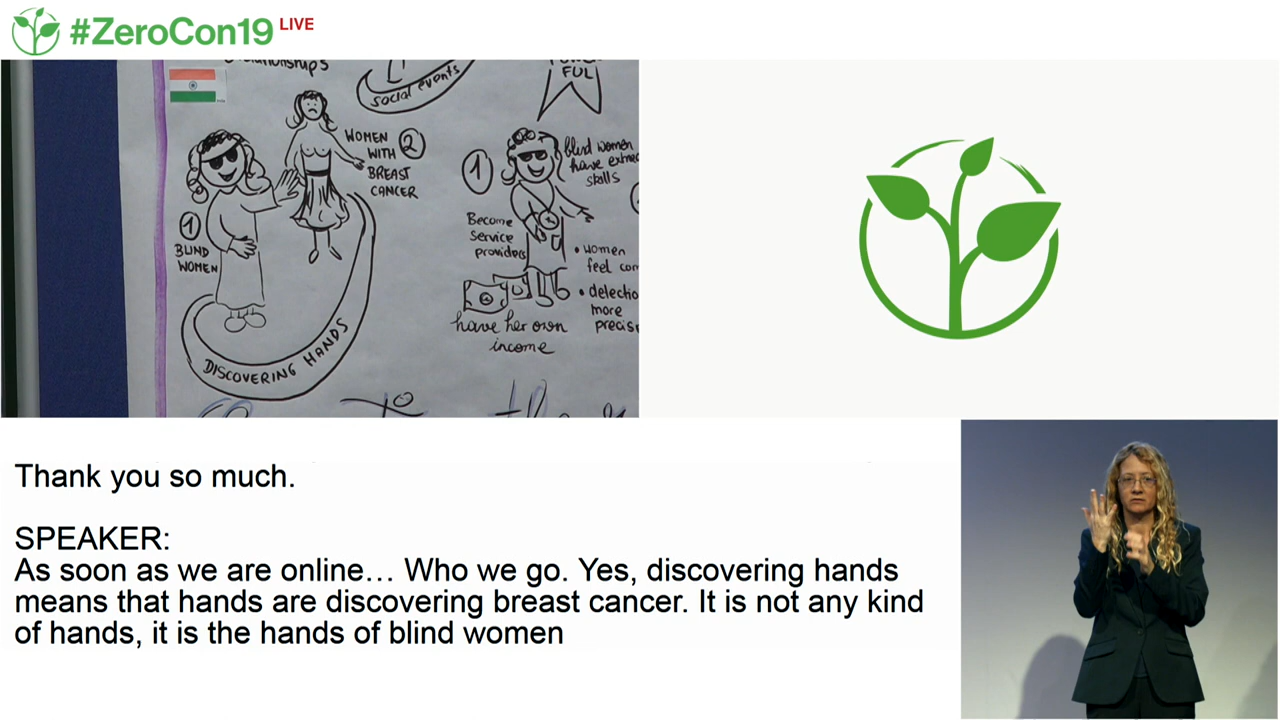 #ZeroCon19 LIVE
social events
FUL
WOMEN
WITH
BREAST
CANCER
2
1
BLIND
WOMEN
DISCOVERING HANDS
1
blind women
have
skills
Become
service
providers
• women
feel
•
more
have her own
income
Thank you so much.
SPEAKER:
As soon as we are online… Who we go. Yes, discovering hands
means that hands are discovering breast cancer. It is not any kind
of hands, it is the hands of blind women